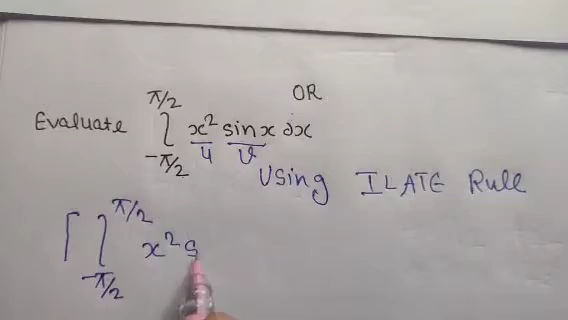 OR
Evaluate ∫_{-π/2}^{π/2} x² sin x dx
u v
Using ILATE Rule
[ ∫_{-π/2}^{π/2} x² s